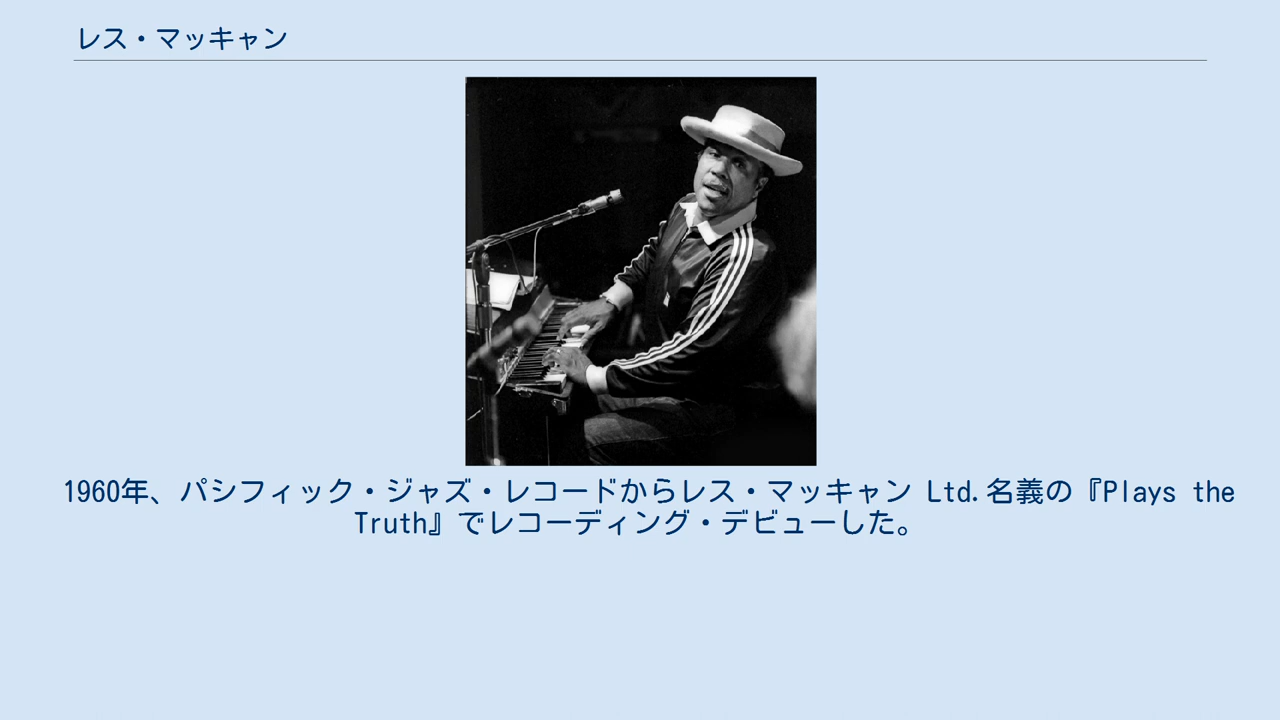 レス・マッキャン
1960年、パシフィック・ジャズ・レコードからレス・マッキャン Ltd.名義の『Plays the
Truth』でレコーディング・デビューした。